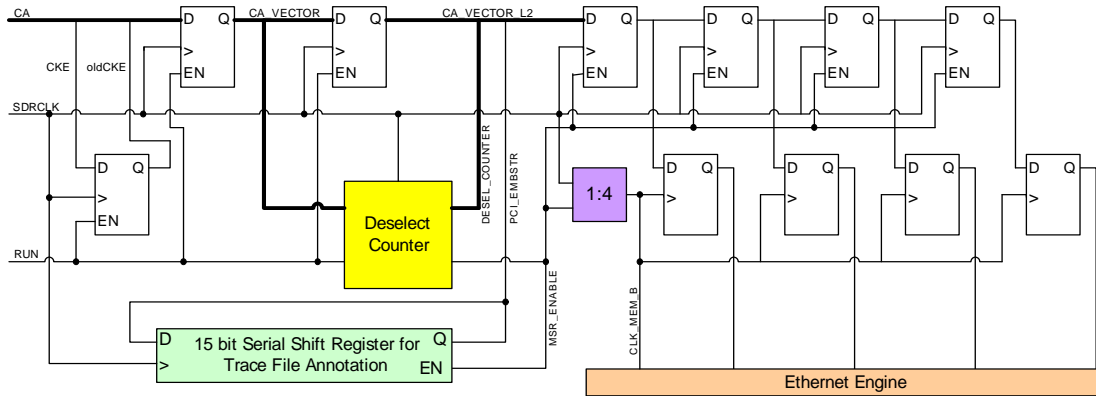 CA
D Q
CA_VECTOR
D Q
CA_VECTOR_L2
D Q
D Q
D Q
D Q
>
>
>
>
>
>
CKE
oldCKE
EN
EN
EN
EN
EN
EN
SDRCLK
D Q
>
EN
DESEL_COUNTER
PCI_EMBSTR
1:4
D Q
D Q
D Q
D Q
>
>
>
>
Deselect
Counter
RUN
MSR_ENABLE
CLK_MEM_B
D
15 bit Serial Shift Register for
Q
>
Trace File Annotation
EN
Ethernet Engine